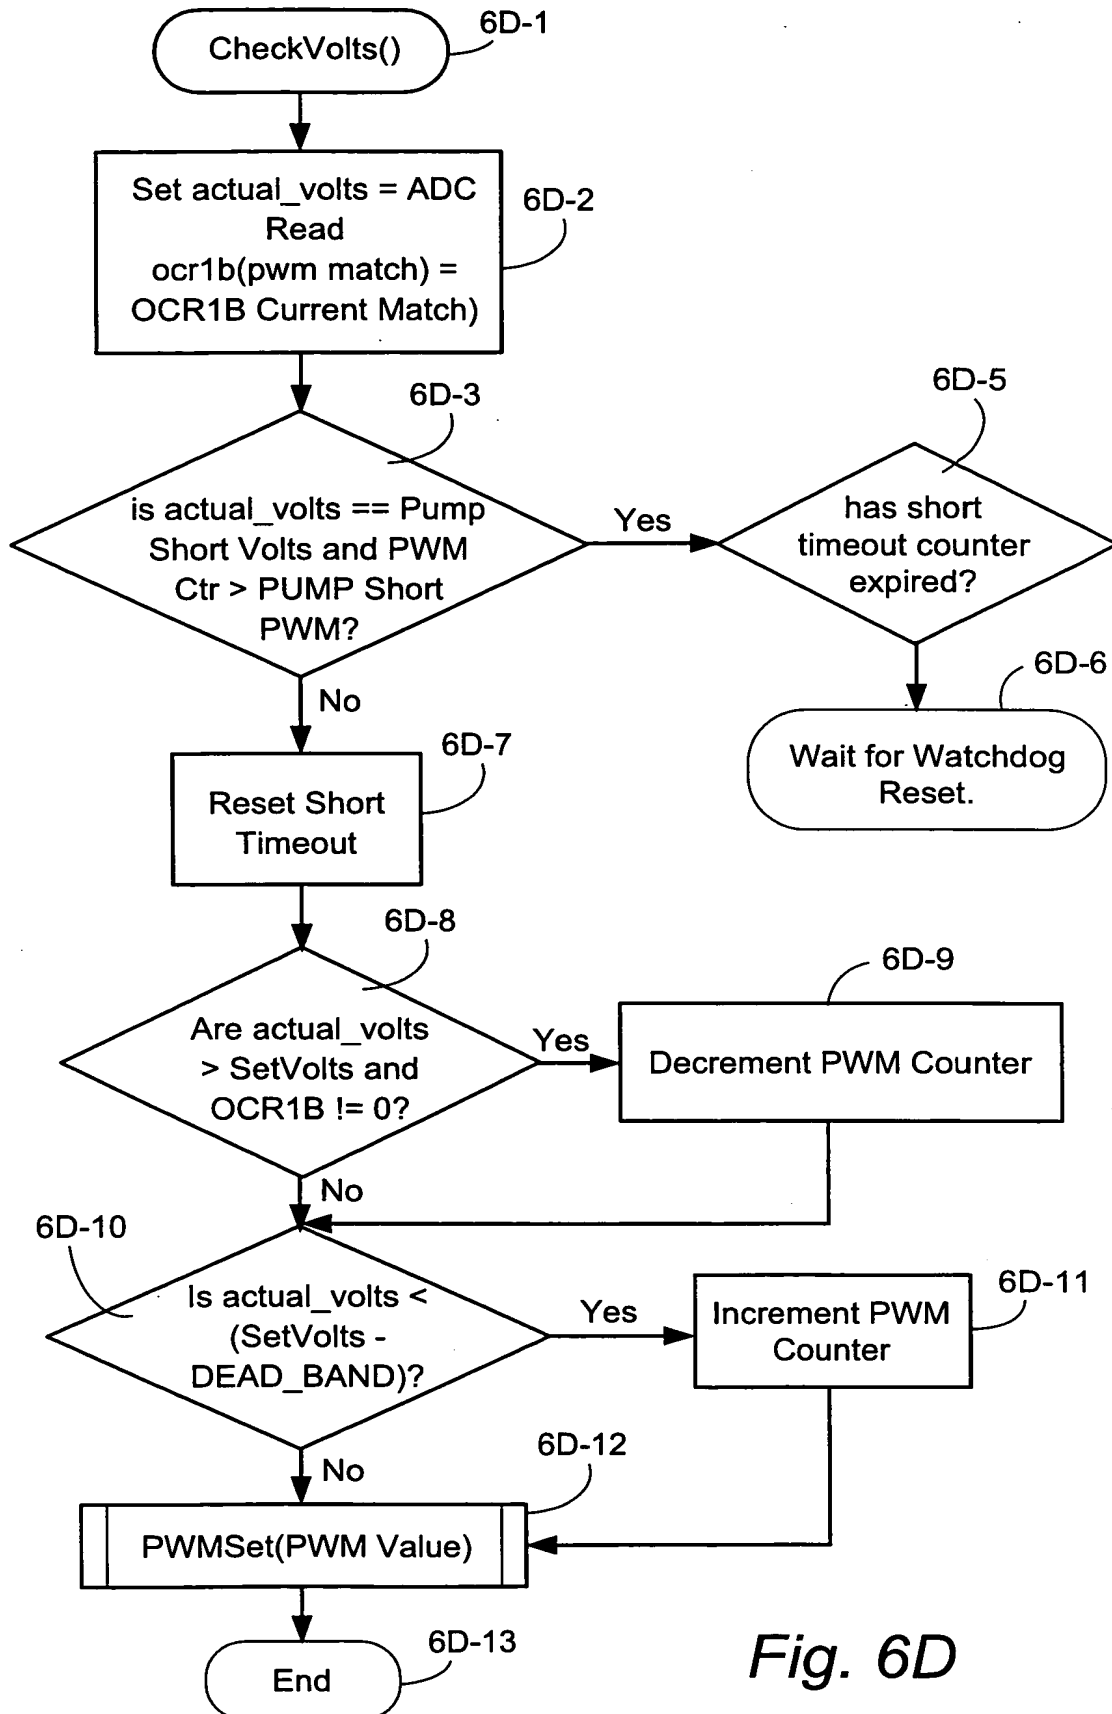 CheckVolts()
6D-1
Set actual_volts = ADC
Read
ocr1b(pwm match) =
OCR1B Current Match)
6D-2
6D-3
is actual_volts == Pump
Short Volts and PWM
Ctr > PUMP Short
PWM?
Yes
6D-5
has short
timeout counter
expired?
6D-6
Wait for Watchdog
Reset.
No
6D-7
Reset Short
Timeout
6D-8
Are actual_volts
> SetVolts and
OCR1B != 0?
Yes
6D-9
Decrement PWM Counter
No
6D-10
Is actual_volts <
(SetVolts -
DEAD_BAND)?
Yes
Increment PWM
Counter
6D-11
No
6D-12
PWMSet(PWM Value)
6D-13
End
Fig. 6D